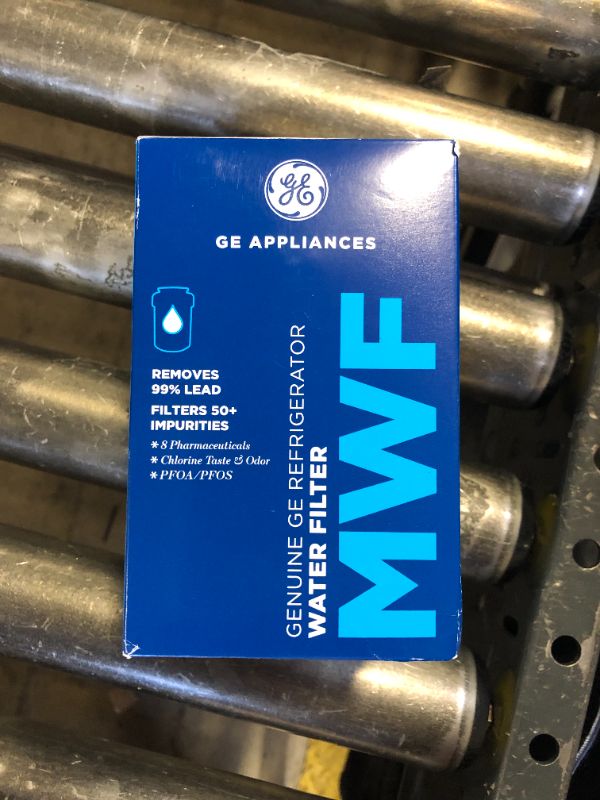 GE
GE APPLIANCES
REMOVES
99% LEAD
FILTERS 50+
IMPURITIES
* 8 Pharmaceuticals
* Chlorine Taste & Odor
* PFOA/PFOS
GENUINE GE REFRIGERATOR
WATER FILTER
MWF